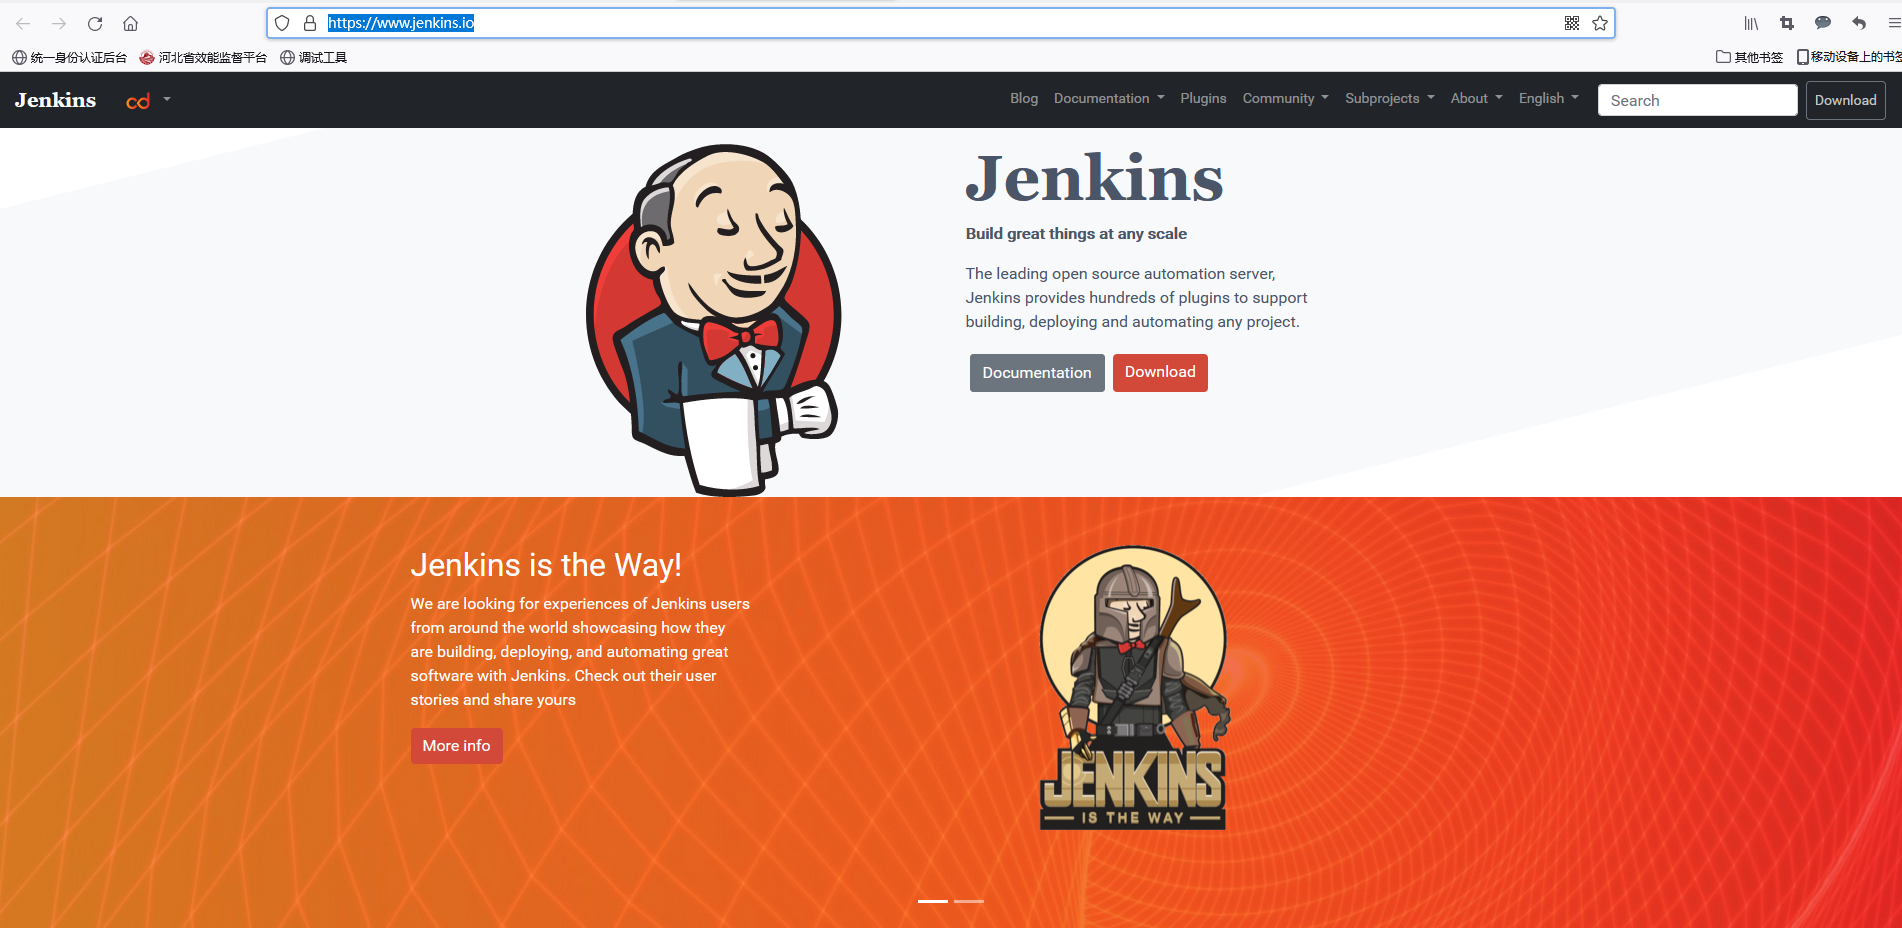 https://www.jenkins.io
统一身份认证后台 河北省效能监督平台 调试工具 其他书签 移动设备上的书签
Jenkins cd Blog Documentation Plugins Community Subprojects About English Search Download
Jenkins
Build great things at any scale
The leading open source automation server,
Jenkins provides hundreds of plugins to support
building, deploying and automating any project.
Documentation Download
Jenkins is the Way!
We are looking for experiences of Jenkins users
from around the world showcasing how they
are building, deploying, and automating great
software with Jenkins. Check out their user
stories and share yours
More info
JENKINS
IS THE WAY